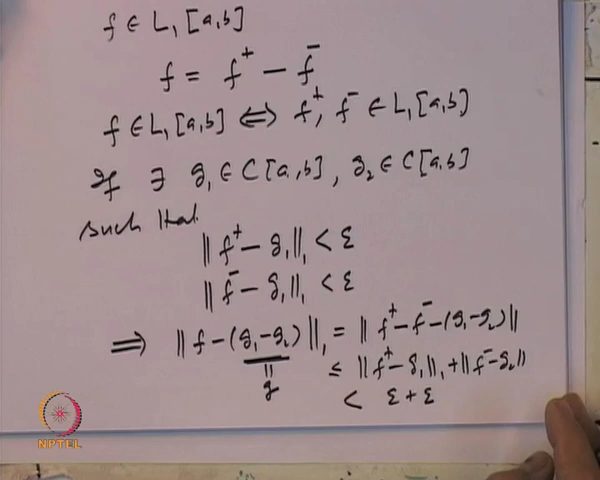 f ∈ L₁[a,b]
f = f⁺ − f⁻
f ∈ L₁[a,b] ⇔ f⁺, f⁻ ∈ L₁[a,b]
If ∃ g₁ ∈ C[a,b], g₂ ∈ C[a,b]
such that
‖f⁺ − g₁‖₁ < ε
‖f⁻ − g₁‖₁ < ε
⇒ ‖f − (g₁−g₂)‖₁ = ‖f⁺ − f⁻ − (g₁−g₂)‖
‖
g
≤ ‖f⁺ − g₁‖₁ + ‖f⁻ − g₂‖
< ε + ε
NPTEL